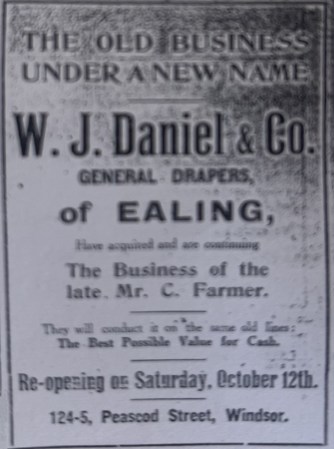 THE OLD BUSINESS
UNDER A NEW NAME
W. J. Daniel & Co.
GENERAL DRAPERS,
of EALING,
Have acquired and are continuing
The Business of the
late Mr. C. Farmer.
They will conduct it on the same old lines:
The Best Possible Value for Cash.
Re-opening on Saturday, October 12th.
124-5, Peascod Street, Windsor.